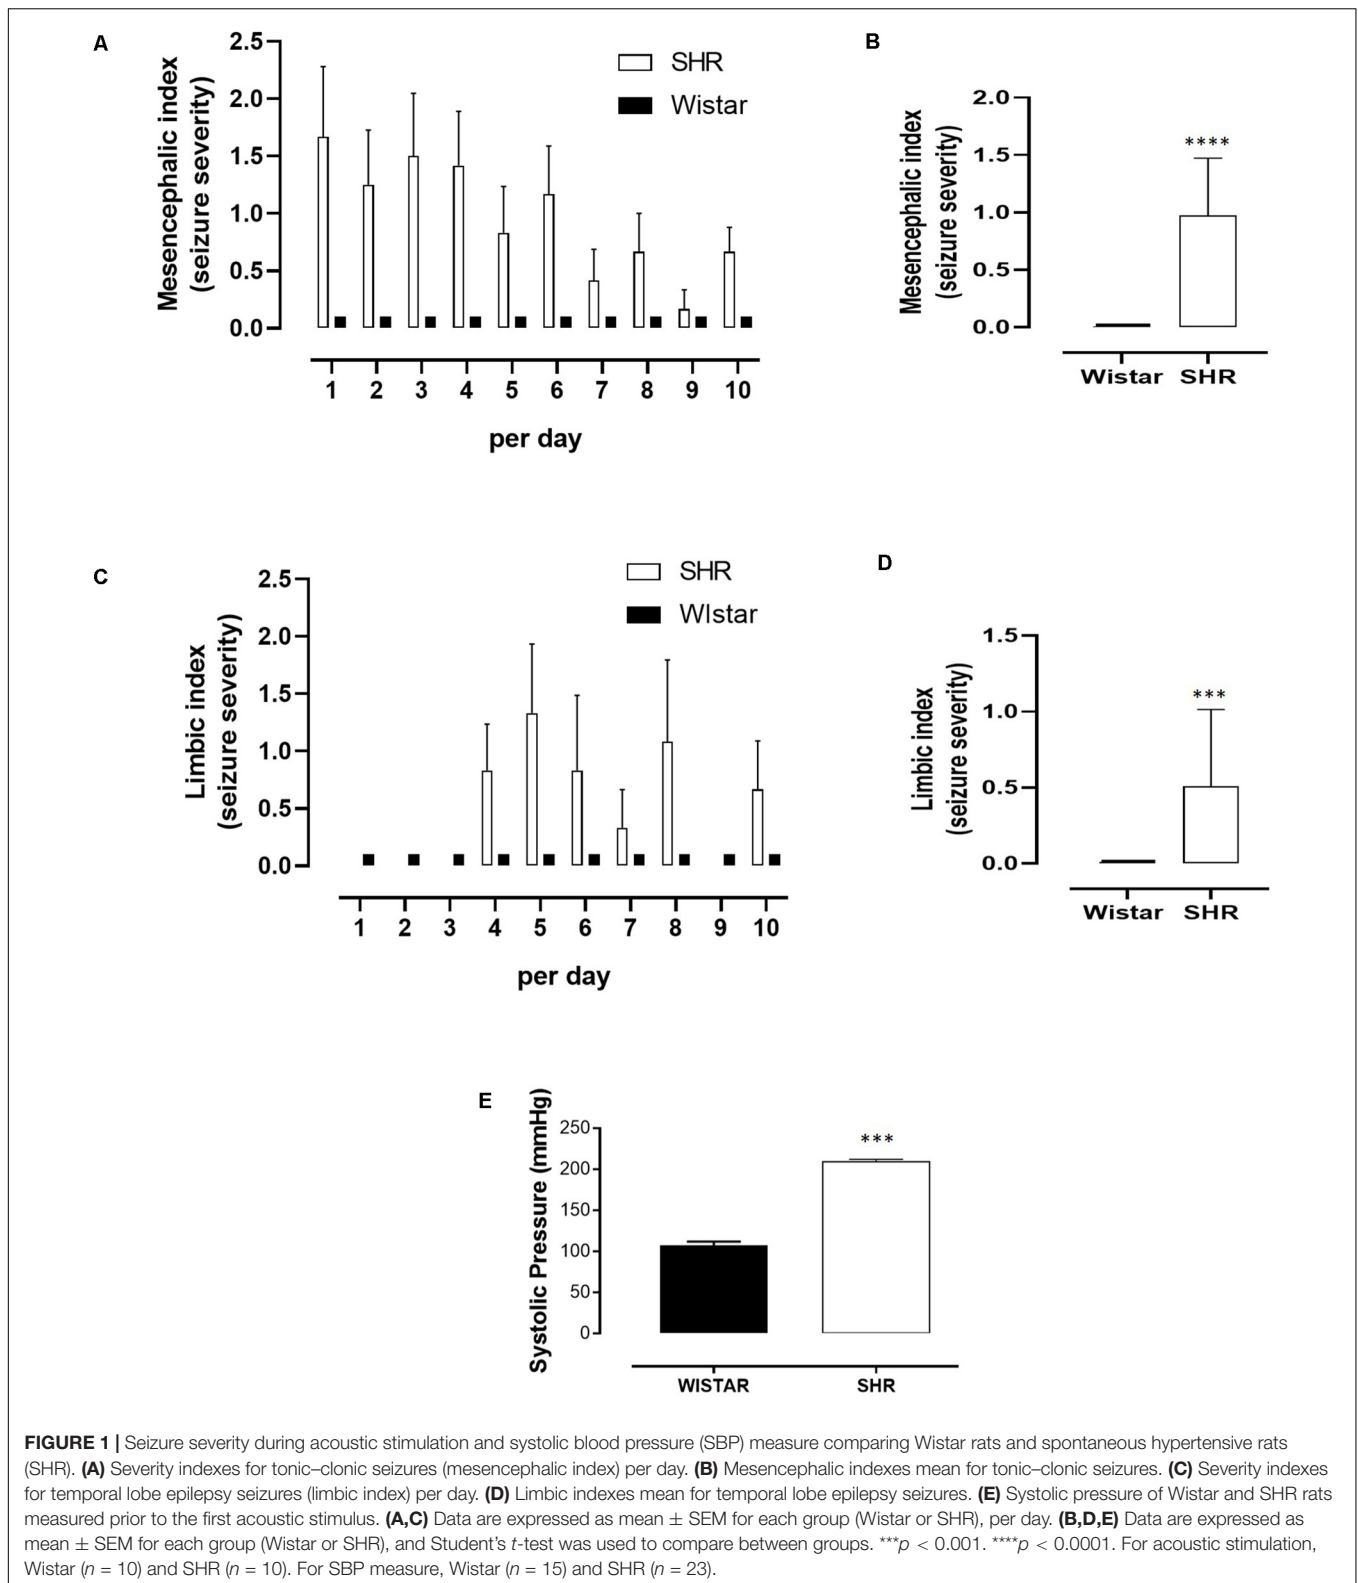 A
Mesencephalic index
(seizure severity)
2.5
2.0
1.5
1.0
0.5
0.0
SHR
Wistar
1 2 3 4 5 6 7 8 9 10
per day
B
Mesencephalic index
(seizure severity)
2.0
1.5
1.0
0.5
0.0
****
Wistar SHR
C
Limbic index
(seizure severity)
2.5
2.0
1.5
1.0
0.5
0.0
SHR
WIstar
1 2 3 4 5 6 7 8 9 10
per day
D
Limbic index
(seizure severity)
1.5
1.0
0.5
0.0
***
Wistar SHR
E
Systolic Pressure (mmHg)
250
200
150
100
50
0
***
WISTAR SHR
FIGURE 1 | Seizure severity during acoustic stimulation and systolic blood pressure (SBP) measure comparing Wistar rats and spontaneous hypertensive rats
(SHR). (A) Severity indexes for tonic–clonic seizures (mesencephalic index) per day. (B) Mesencephalic indexes mean for tonic–clonic seizures. (C) Severity indexes
for temporal lobe epilepsy seizures (limbic index) per day. (D) Limbic indexes mean for temporal lobe epilepsy seizures. (E) Systolic pressure of Wistar and SHR rats
measured prior to the first acoustic stimulus. (A,C) Data are expressed as mean ± SEM for each group (Wistar or SHR), per day. (B,D,E) Data are expressed as
mean ± SEM for each group (Wistar or SHR), and Student's t-test was used to compare between groups. ***p < 0.001. ****p < 0.0001. For acoustic stimulation,
Wistar (n = 10) and SHR (n = 10). For SBP measure, Wistar (n = 15) and SHR (n = 23).